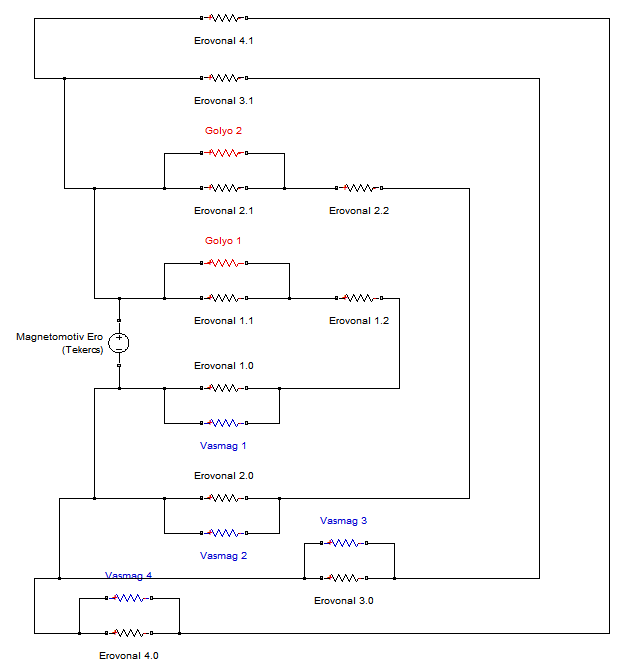 Erovonal 4.1
Erovonal 3.1
Golyo 2
Erovonal 2.1
Erovonal 2.2
Golyo 1
Erovonal 1.1
Erovonal 1.2
Magnetomotiv Ero
(Tekercs)
Erovonal 1.0
Vasmag 1
Erovonal 2.0
Vasmag 2
Vasmag 3
Erovonal 3.0
Vasmag 4
Erovonal 4.0